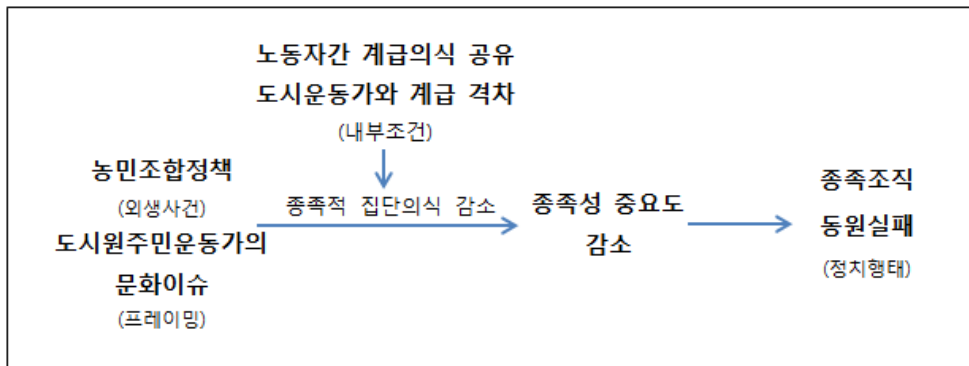 노동자간 계급의식 공유
도시운동가와 계급 격차
(내부조건)
농민조합정책
(외생사건)
도시원주민운동가의
문화이슈
(프레이밍)
종족적 집단의식 감소
종족성 중요도
감소
종족조직
동원실패
(정치행태)